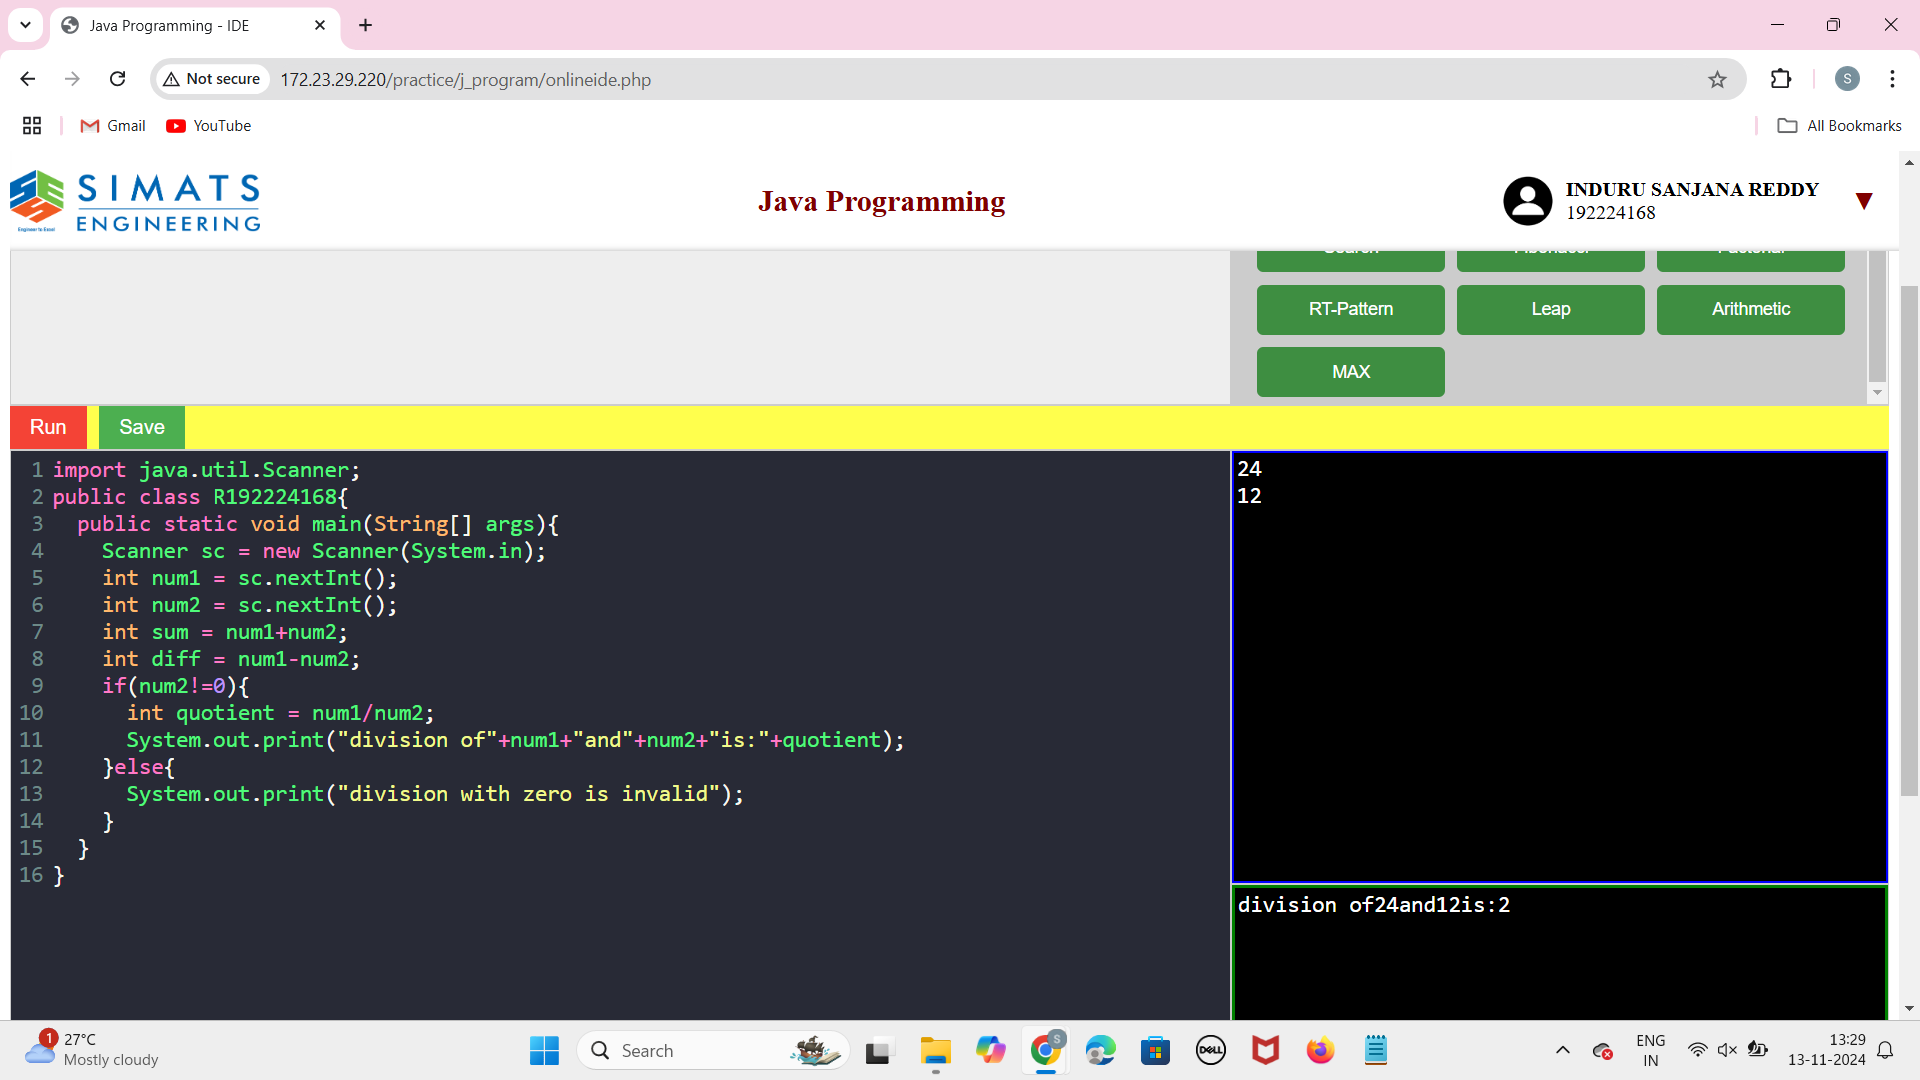 Java Programming - IDE
Not secure
172.23.29.220/practice/j_program/onlineide.php
S
Gmail
YouTube
All Bookmarks
SIMATS
ENGINEERING
Engineer to Excel
Java Programming
INDURU SANJANA REDDY
192224168
RT-Pattern
Leap
Arithmetic
MAX
Run
Save
1 import java.util.Scanner;
2 public class R192224168{
3 public static void main(String[] args){
4 Scanner sc = new Scanner(System.in);
5 int num1 = sc.nextInt();
6 int num2 = sc.nextInt();
7 int sum = num1+num2;
8 int diff = num1-num2;
9 if(num2!=0){
10 int quotient = num1/num2;
11 System.out.print("division of"+num1+"and"+num2+"is:"+quotient);
12 }else{
13 System.out.print("division with zero is invalid");
14 }
15 }
16 }
24
12
division of24and12is:2
1
27°C
Mostly cloudy
Search
S
DELL
ENG
IN
13:29
13-11-2024